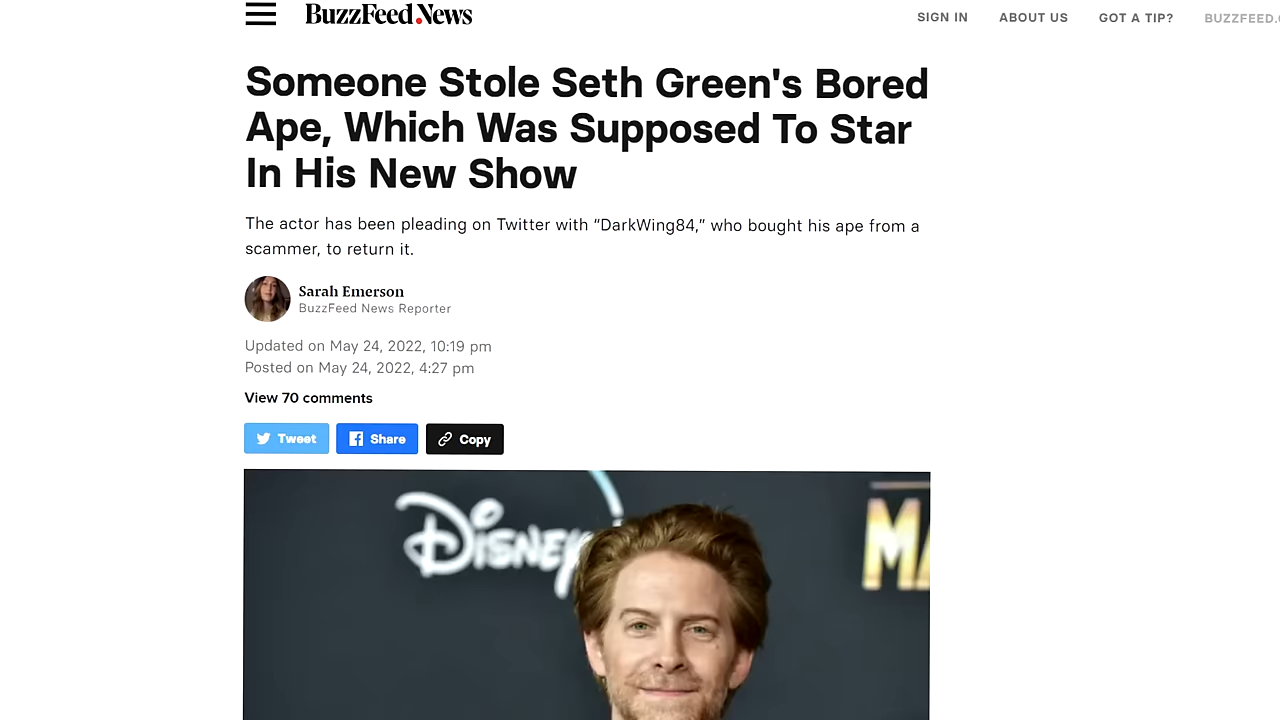 BuzzFeed.News
SIGN IN ABOUT US GOT A TIP? BUZZFEED.
Someone Stole Seth Green's Bored
Ape, Which Was Supposed To Star
In His New Show
The actor has been pleading on Twitter with “DarkWing84,” who bought his ape from a
scammer, to return it.
Sarah Emerson
BuzzFeed News Reporter
Updated on May 24, 2022, 10:19 pm
Posted on May 24, 2022, 4:27 pm
View 70 comments
Tweet Share Copy
Disney
MA